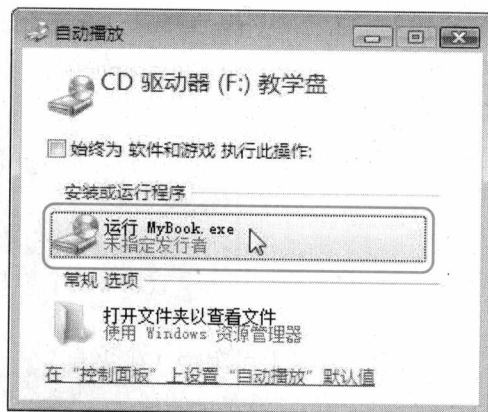 自动播放
CD 驱动器 (F:) 教学盘
始终为 软件和游戏 执行此操作:
安装或运行程序
运行 MyBook.exe
未指定发行者
常规 选项
打开文件夹以查看文件
使用 Windows 资源管理器
在“控制面板”上设置“自动播放”默认值